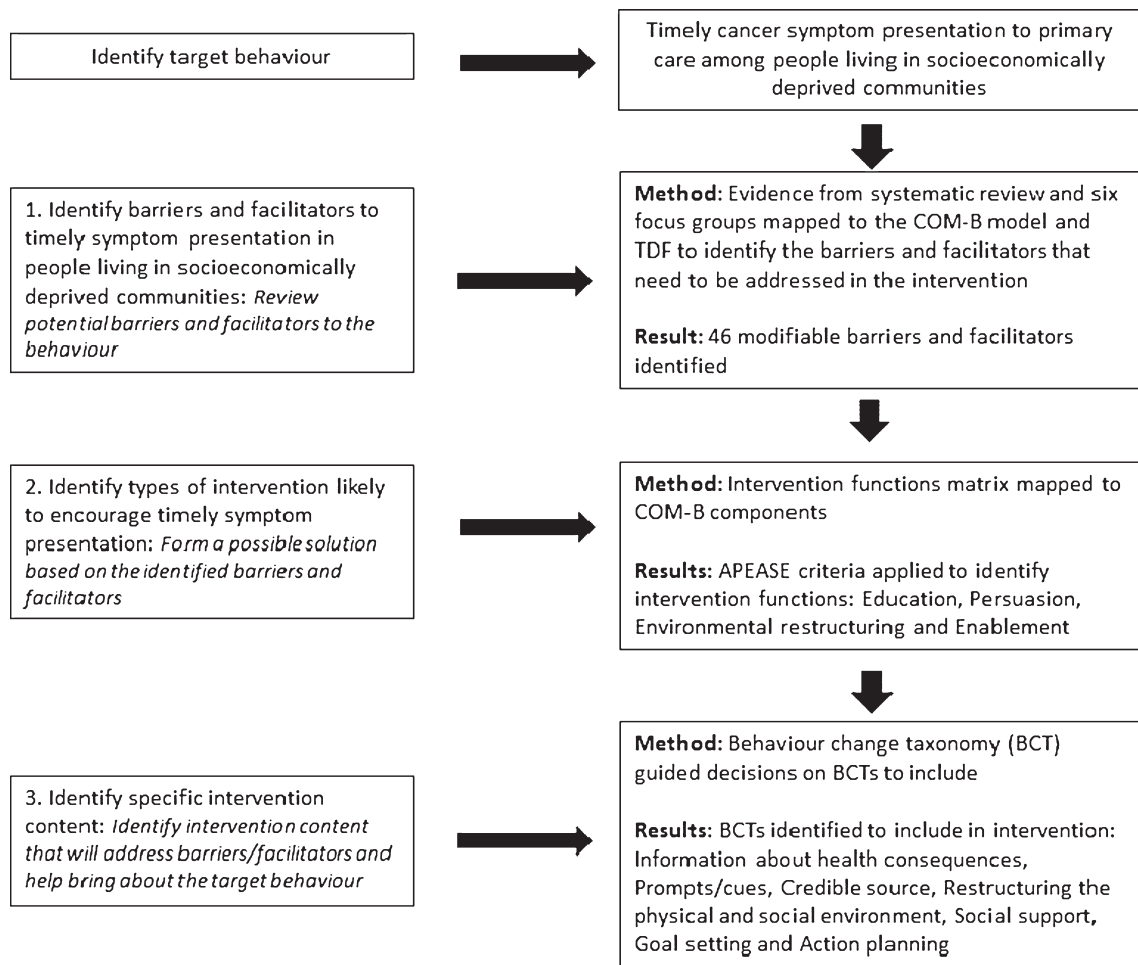 Identify target behaviour
Timely cancer symptom presentation to primary
care among people living in socioeconomically
deprived communities
1. Identify barriers and facilitators to
timely symptom presentation in
people living in socioeconomically
deprived communities: Review
potential barriers and facilitators to the
behaviour
Method: Evidence from systematic review and six
focus groups mapped to the COM-B model and
TDF to identify the barriers and facilitators that
need to be addressed in the intervention
Result: 46 modifiable barriers and facilitators
identified
2. Identify types of intervention likely
to encourage timely symptom
presentation: Form a possible solution
based on the identified barriers and
facilitators
Method: Intervention functions matrix mapped to
COM-B components
Results: APEASE criteria applied to identify
intervention functions: Education, Persuasion,
Environmental restructuring and Enablement
3. Identify specific intervention
content: Identify intervention content
that will address barriers/facilitators and
help bring about the target behaviour
Method: Behaviour change taxonomy (BCT)
guided decisions on BCTs to include
Results: BCTs identified to include in intervention:
Information about health consequences,
Prompts/cues, Credible source, Restructuring the
physical and social environment, Social support,
Goal setting and Action planning